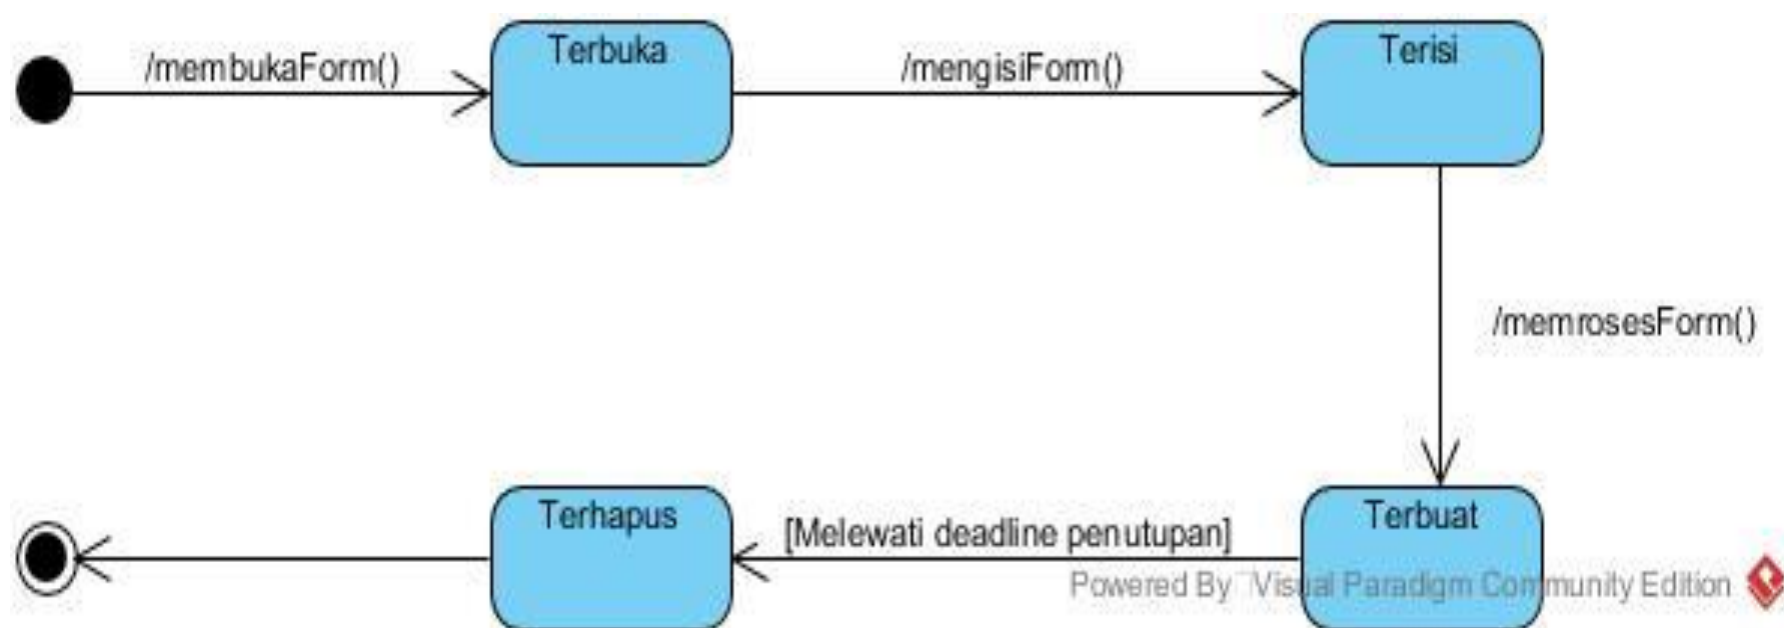 Terbuka
/membukaForm()
/mengisiForm()
Terisi
/memrosesForm()
Terhapus
[Melewati deadline penutupan]
Terbuat
Powered By Visual Paradigm Community Edition